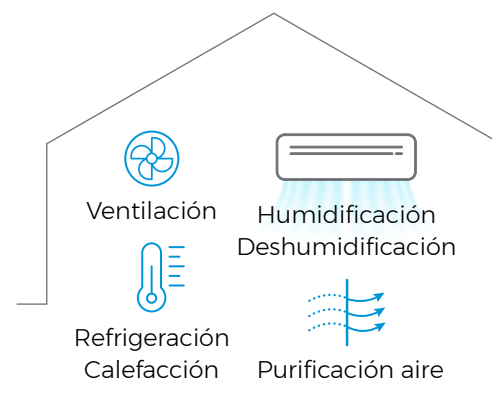 Ventilación
Humidificación
Deshumidificación
Refrigeración
Calefacción
Purificación aire